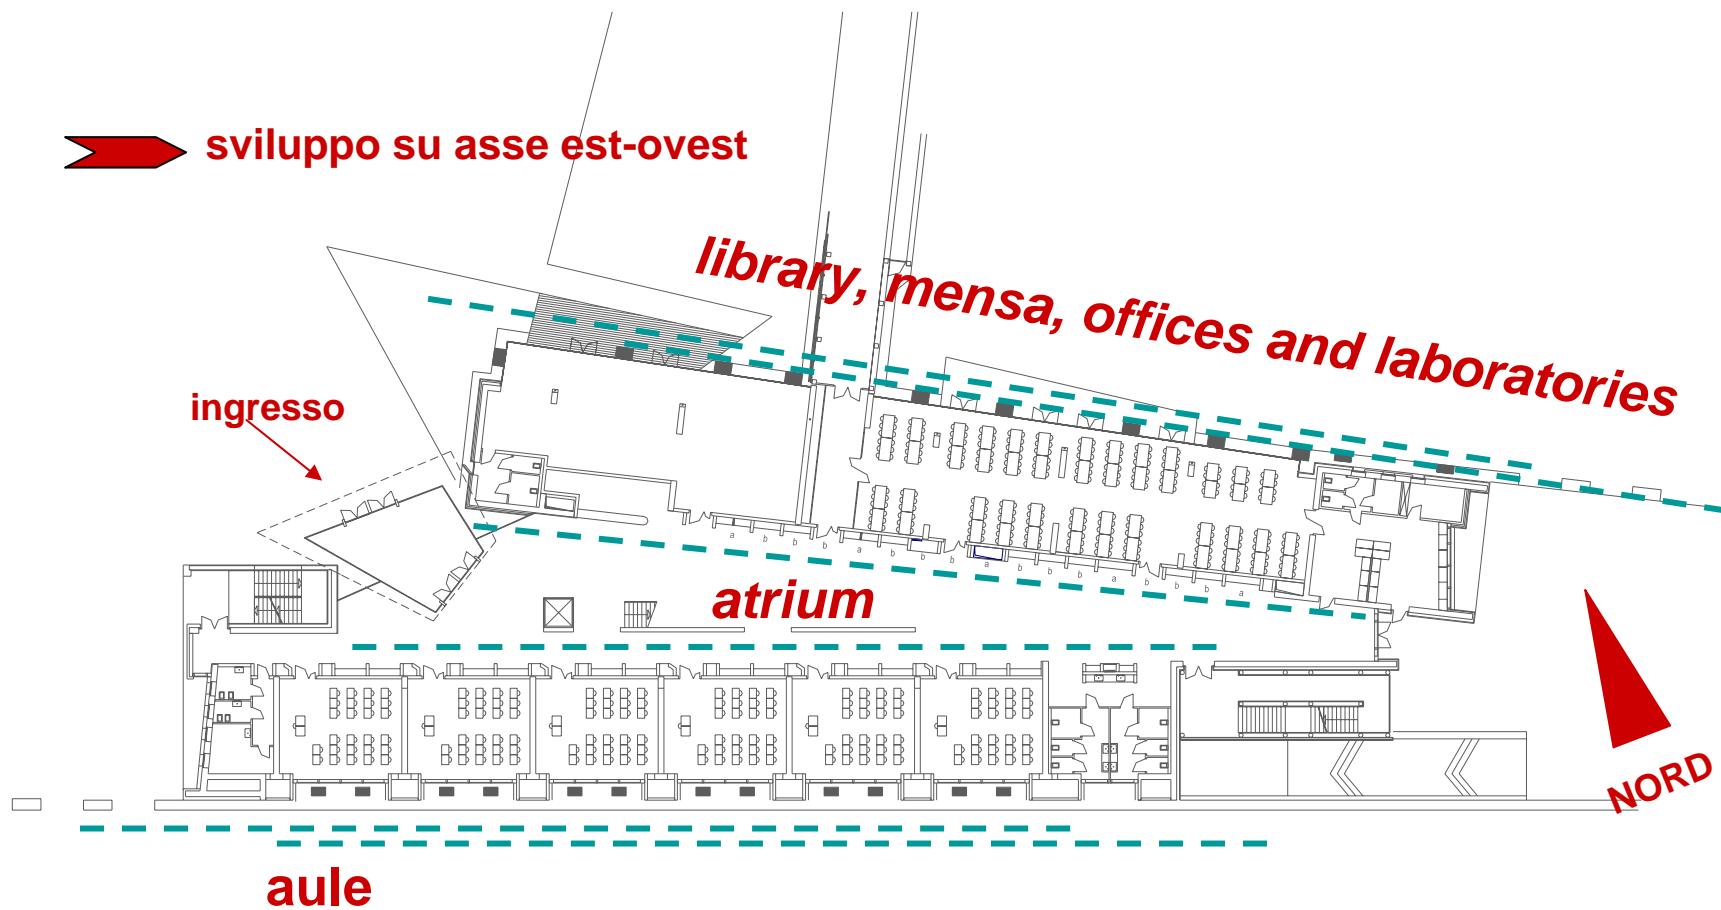 sviluppo su asse est-ovest
library, mensa, offices and laboratories
ingresso
a b b b a b b b a b b b a b b b a b
atrium
NORD
aule